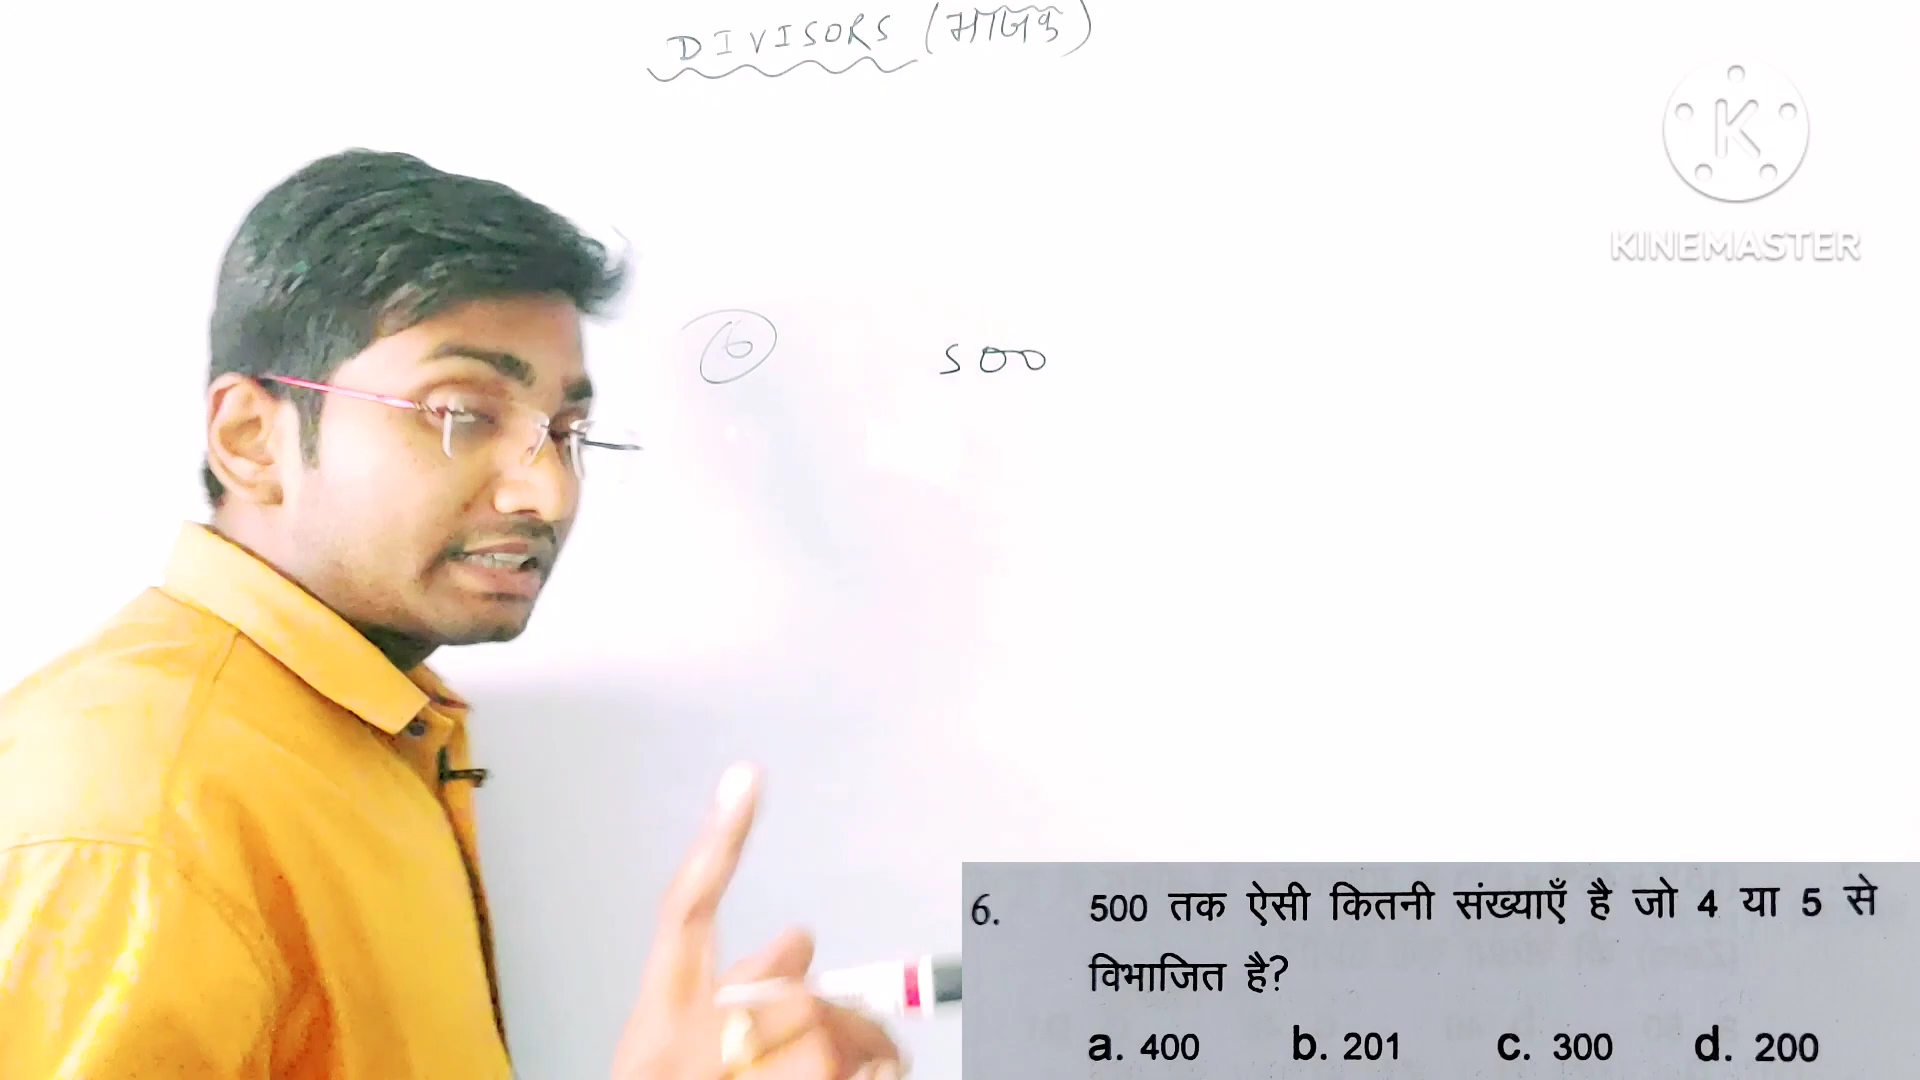 DIVISORS (भाजक)
K
KINEMASTER
6 500
6. 500 तक ऐसी कितनी संख्याएँ है जो 4 या 5 से
विभाजित है?
a. 400 b. 201 c. 300 d. 200